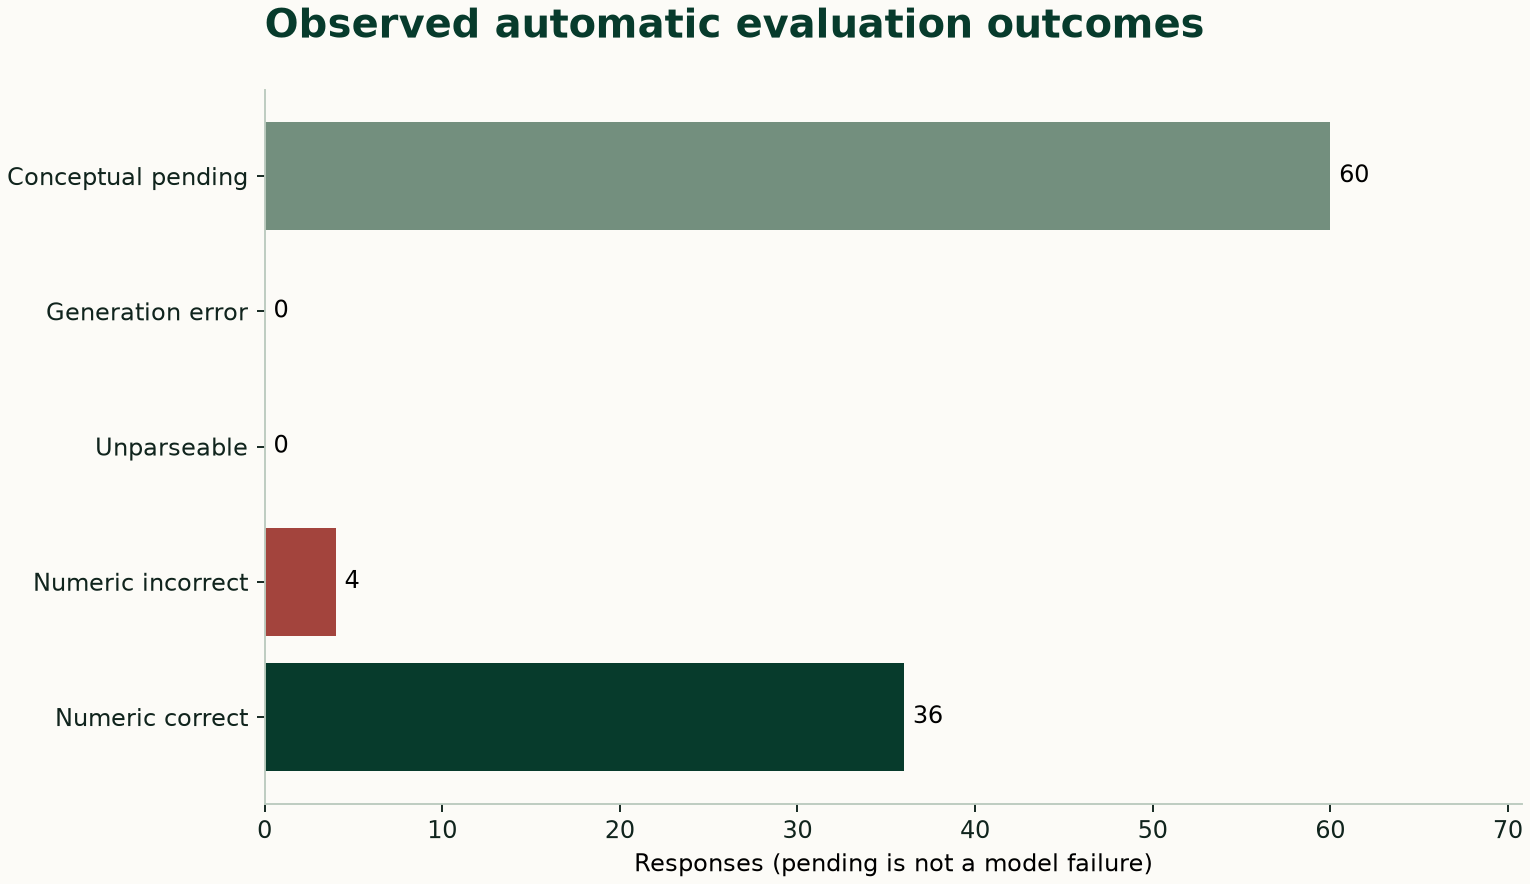 Observed automatic evaluation outcomes
Conceptual pending
60
Generation error
0
Unparseable
0
Numeric incorrect
4
Numeric correct
36
0 10 20 30 40 50 60 70
Responses (pending is not a model failure)